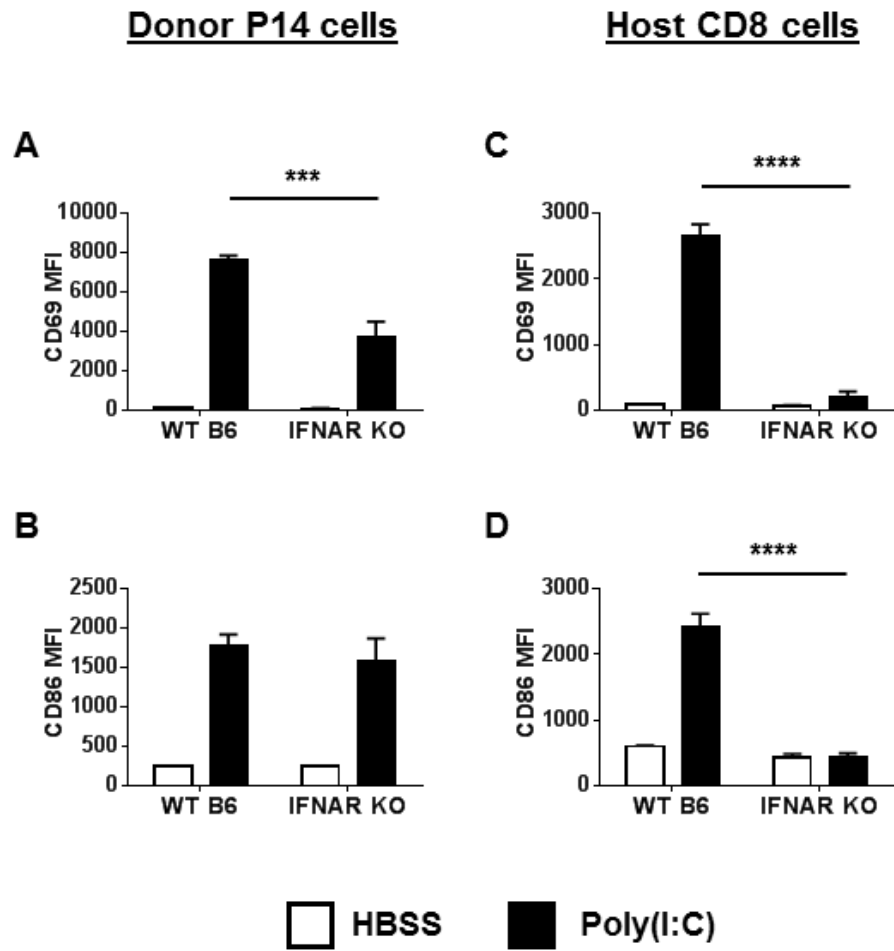 Donor P14 cells
Host CD8 cells
A
***
CD69 MFI
10000
8000
6000
4000
2000
0
WT B6
IFNAR KO
C
****
CD69 MFI
3000
2000
1000
0
WT B6
IFNAR KO
B
CD86 MFI
2500
2000
1500
1000
500
0
WT B6
IFNAR KO
D
****
CD86 MFI
3000
2000
1000
0
WT B6
IFNAR KO
HBSS
Poly(I:C)